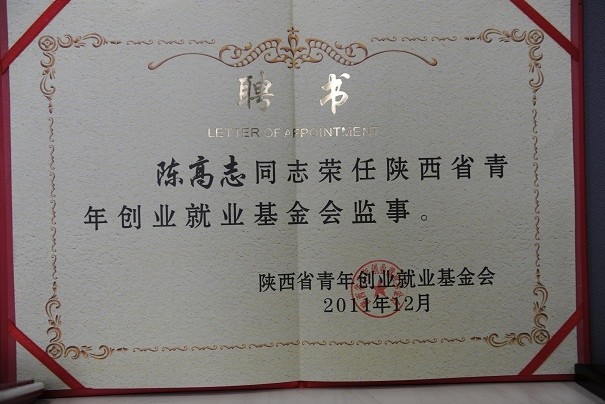 聘书
LETTER OF APPOINTMENT
陈高志同志荣任陕西省青
年创业就业基金会监事。
陕西省青年创业就业基金会
2011年12月